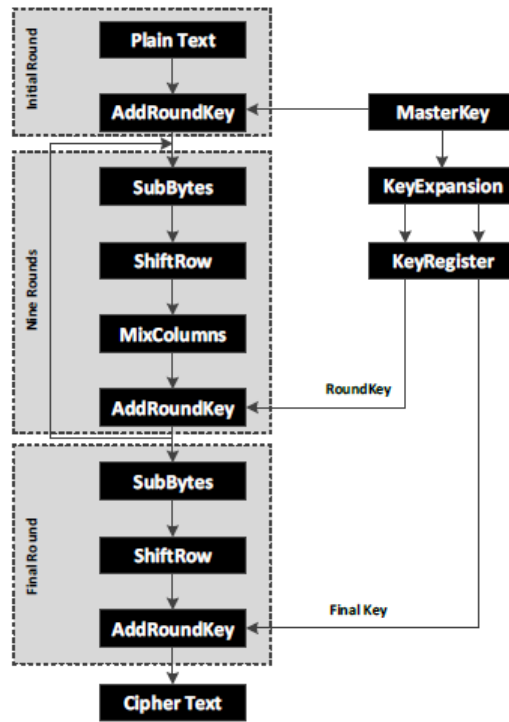 Initial Round
Plain Text
AddRoundKey
MasterKey
Nine Rounds
SubBytes
KeyExpansion
ShiftRow
KeyRegister
MixColumns
AddRoundKey
RoundKey
Final Round
SubBytes
ShiftRow
AddRoundKey
Final Key
Cipher Text